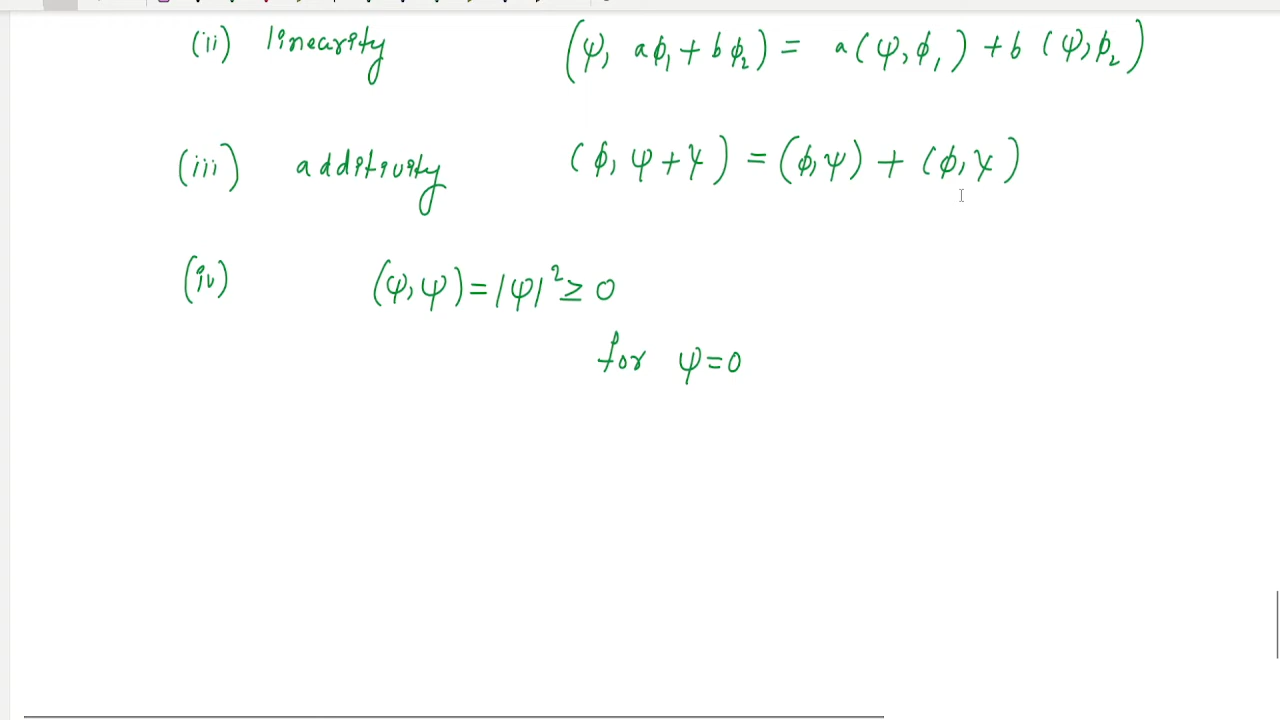 (ii) linearity (ψ, aϕ₁ + bϕ₂) = a(ψ, ϕ₁) + b (ψ, ϕ₂)
(iii) additivity (ϕ, ψ + χ) = (ϕ, ψ) + (ϕ, χ)
(iv) (ψ, ψ) = |ψ|² ≥ 0
for ψ = 0